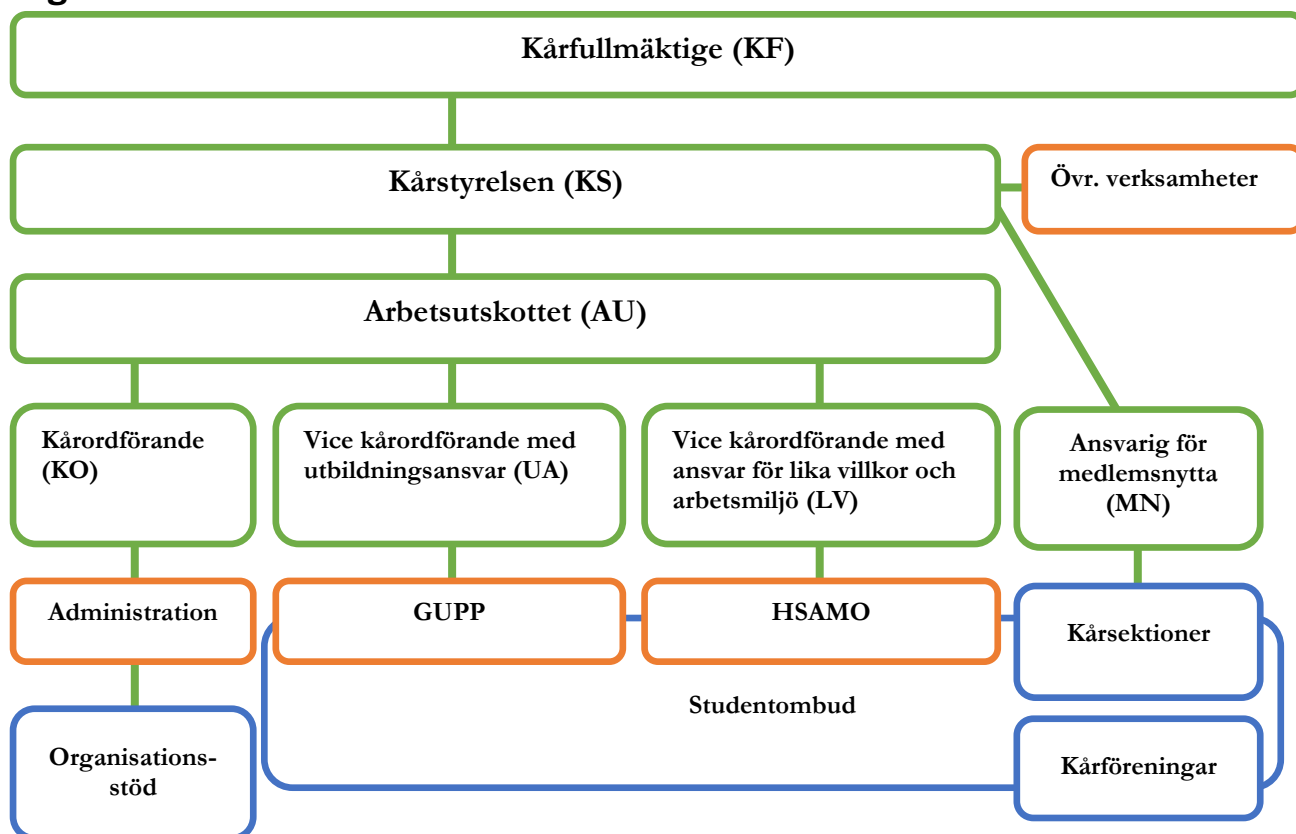 Kårfullmäktige (KF)
Kårstyrelsen (KS)
Övr. verksamheter
Arbetsutskottet (AU)
Kårordförande
(KO)
Vice kårordförande med
utbildningsansvar (UA)
Vice kårordförande med
ansvar för lika villkor och
arbetsmiljö (LV)
Ansvarig för
medlemsnytta
(MN)
Administration
GUPP
HSAMO
Kårsektioner
Studentombud
Organisations-
stöd
Kårföreningar